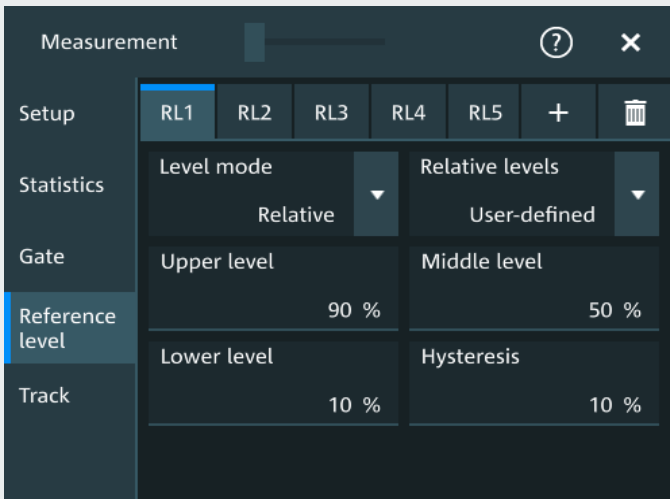 Measurement
?
×
Setup
Statistics
Gate
Reference
level
Track
RL1
RL2
RL3
RL4
RL5
+
Level mode
Relative
Relative levels
User-defined
Upper level
90 %
Middle level
50 %
Lower level
10 %
Hysteresis
10 %